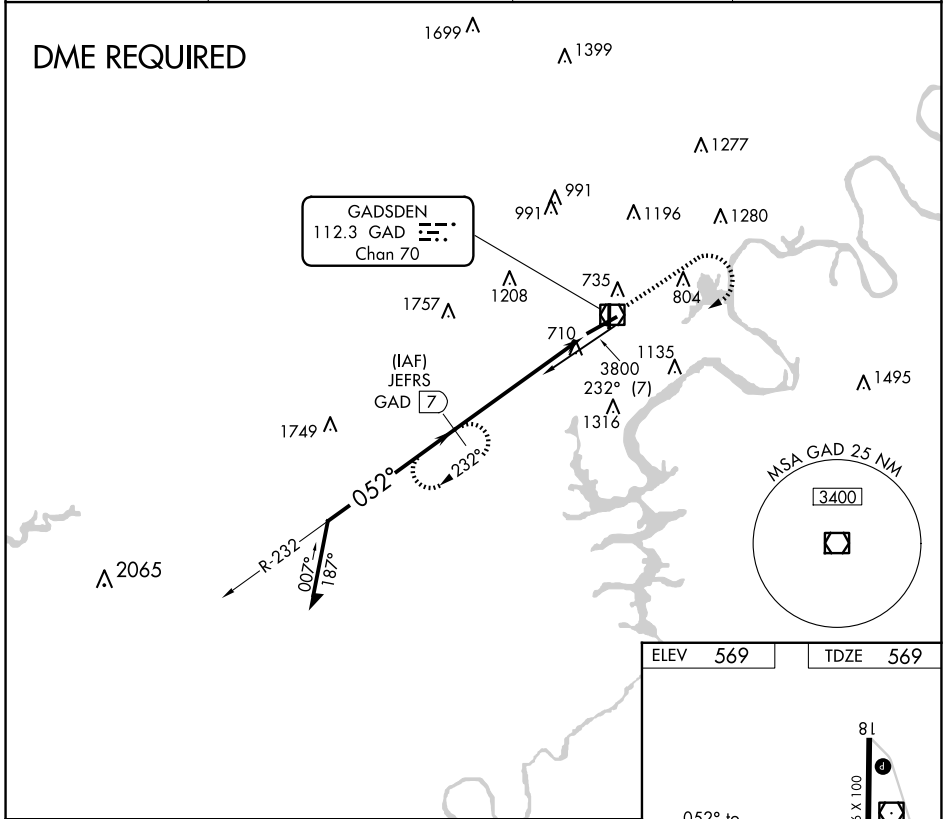 DME REQUIRED
1699
1399
1277
991
991
1196
1280
GADSDEN
112.3 GAD
Chan 70
1208
735
804
1757
710
1135
3800
232° (7)
1316
1495
(IAF)
JEFRS
GAD 7
1749
232°
052°
MSA GAD 25 NM
3400
R-232
007°
187°
2065
ELEV 569
TDZE 569
18
P
X 100
052° to